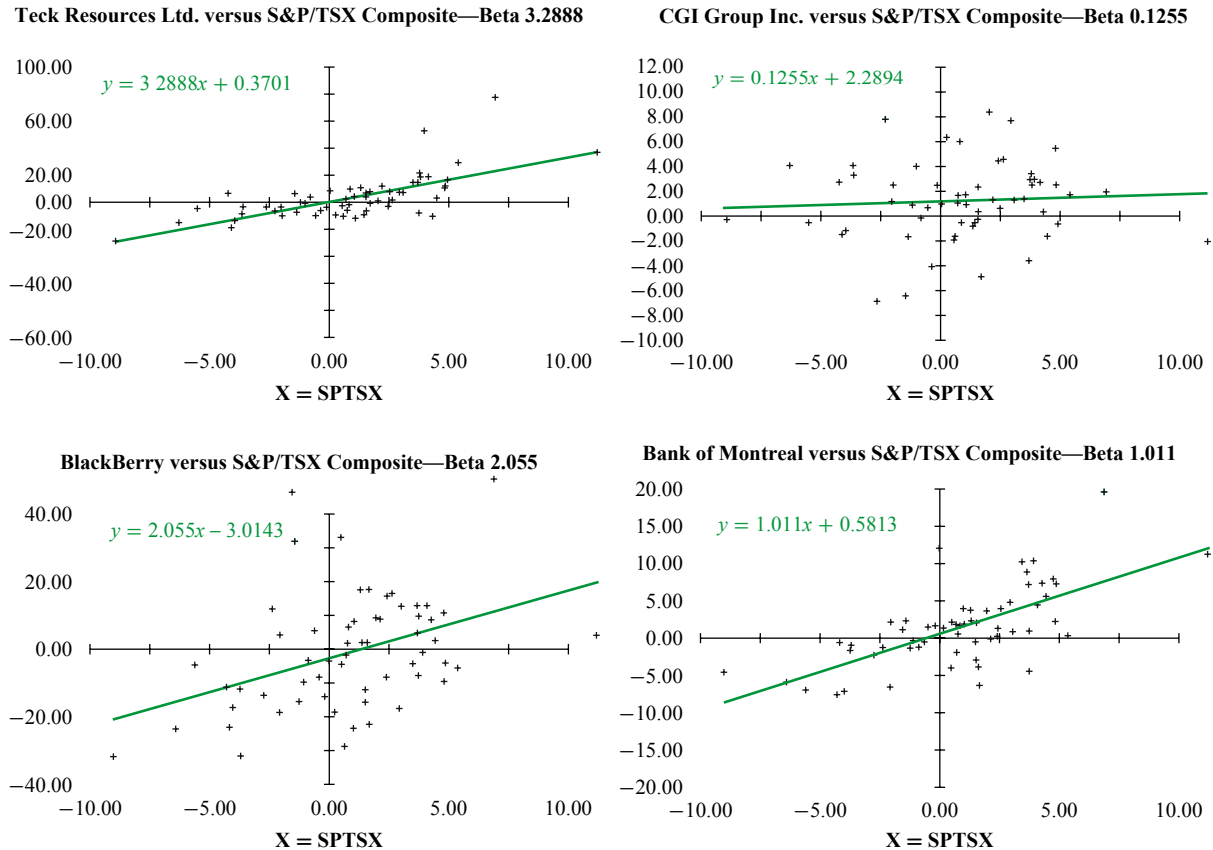 Teck Resources Ltd. versus S&P/TSX Composite—Beta 3.2888
y = 3 2888x + 0.3701
100.00
60.00
20.00
0.00
−20.00
−40.00
−60.00
−10.00 −5.00 0.00 5.00 10.00
X = SPTSX
CGI Group Inc. versus S&P/TSX Composite—Beta 0.1255
y = 0.1255x + 2.2894
12.00
10.00
8.00
6.00
4.00
2.00
0.00
−2.00
−4.00
−6.00
−8.00
−10.00
−10.00 −5.00 0.00 5.00 10.00
X = SPTSX
BlackBerry versus S&P/TSX Composite—Beta 2.055
y = 2.055x – 3.0143
40.00
20.00
0.00
−20.00
−40.00
−10.00 −5.00 0.00 5.00 10.00
X = SPTSX
Bank of Montreal versus S&P/TSX Composite—Beta 1.011
y = 1.011x + 0.5813
20.00
15.00
10.00
5.00
0.00
−5.00
−10.00
−15.00
−20.00
−10.00 −5.00 0.00 5.00 10.00
X = SPTSX